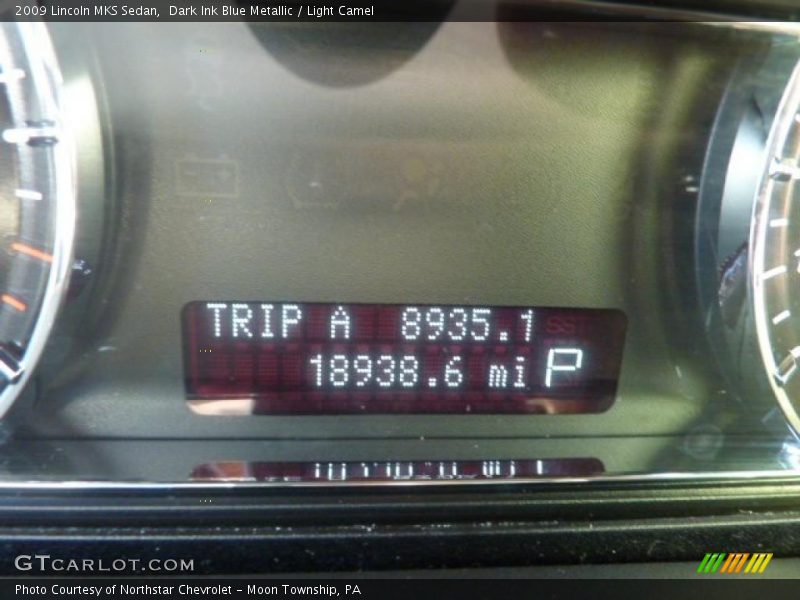 2009 Lincoln MKS Sedan,  Dark Ink Blue Metallic / Light Camel
TRIP A 8935.1
18938.6 mi P
GTCARLOT.COM
Photo Courtesy of Northstar Chevrolet - Moon Township, PA